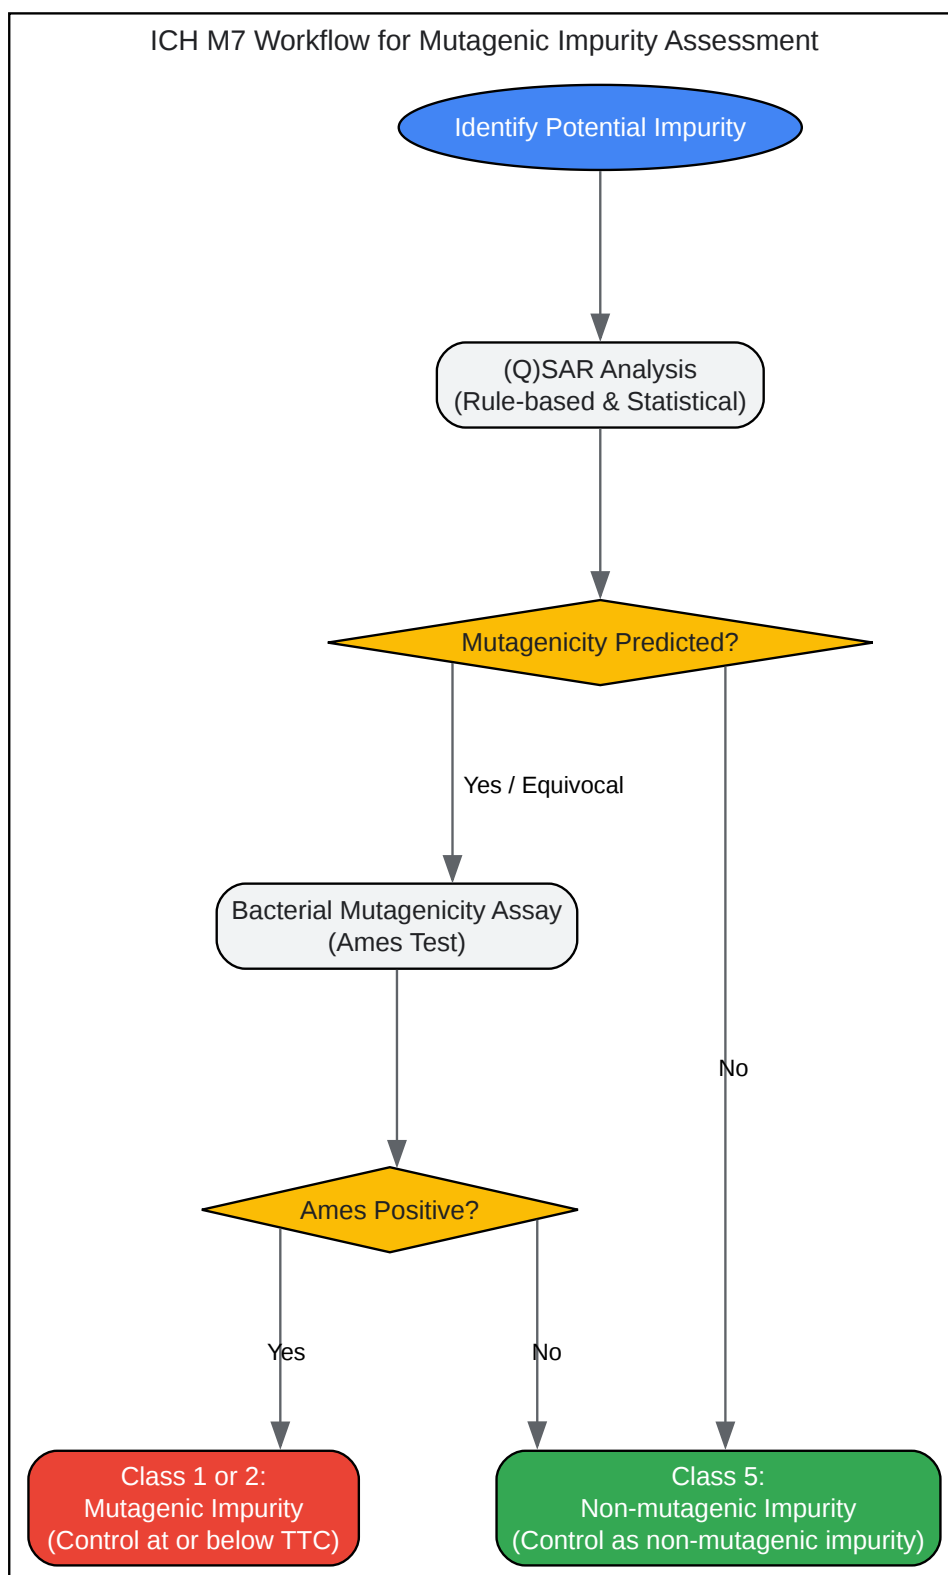 ICH M7 Workflow for Mutagenic Impurity Assessment
Identify Potential Impurity
(Q)SAR Analysis
(Rule-based & Statistical)
Mutagenicity Predicted?
Yes / Equivocal
Bacterial Mutagenicity Assay
(Ames Test)
No
Ames Positive?
Yes
No
Class 1 or 2:
Mutagenic Impurity
(Control at or below TTC)
Class 5:
Non-mutagenic Impurity
(Control as non-mutagenic impurity)